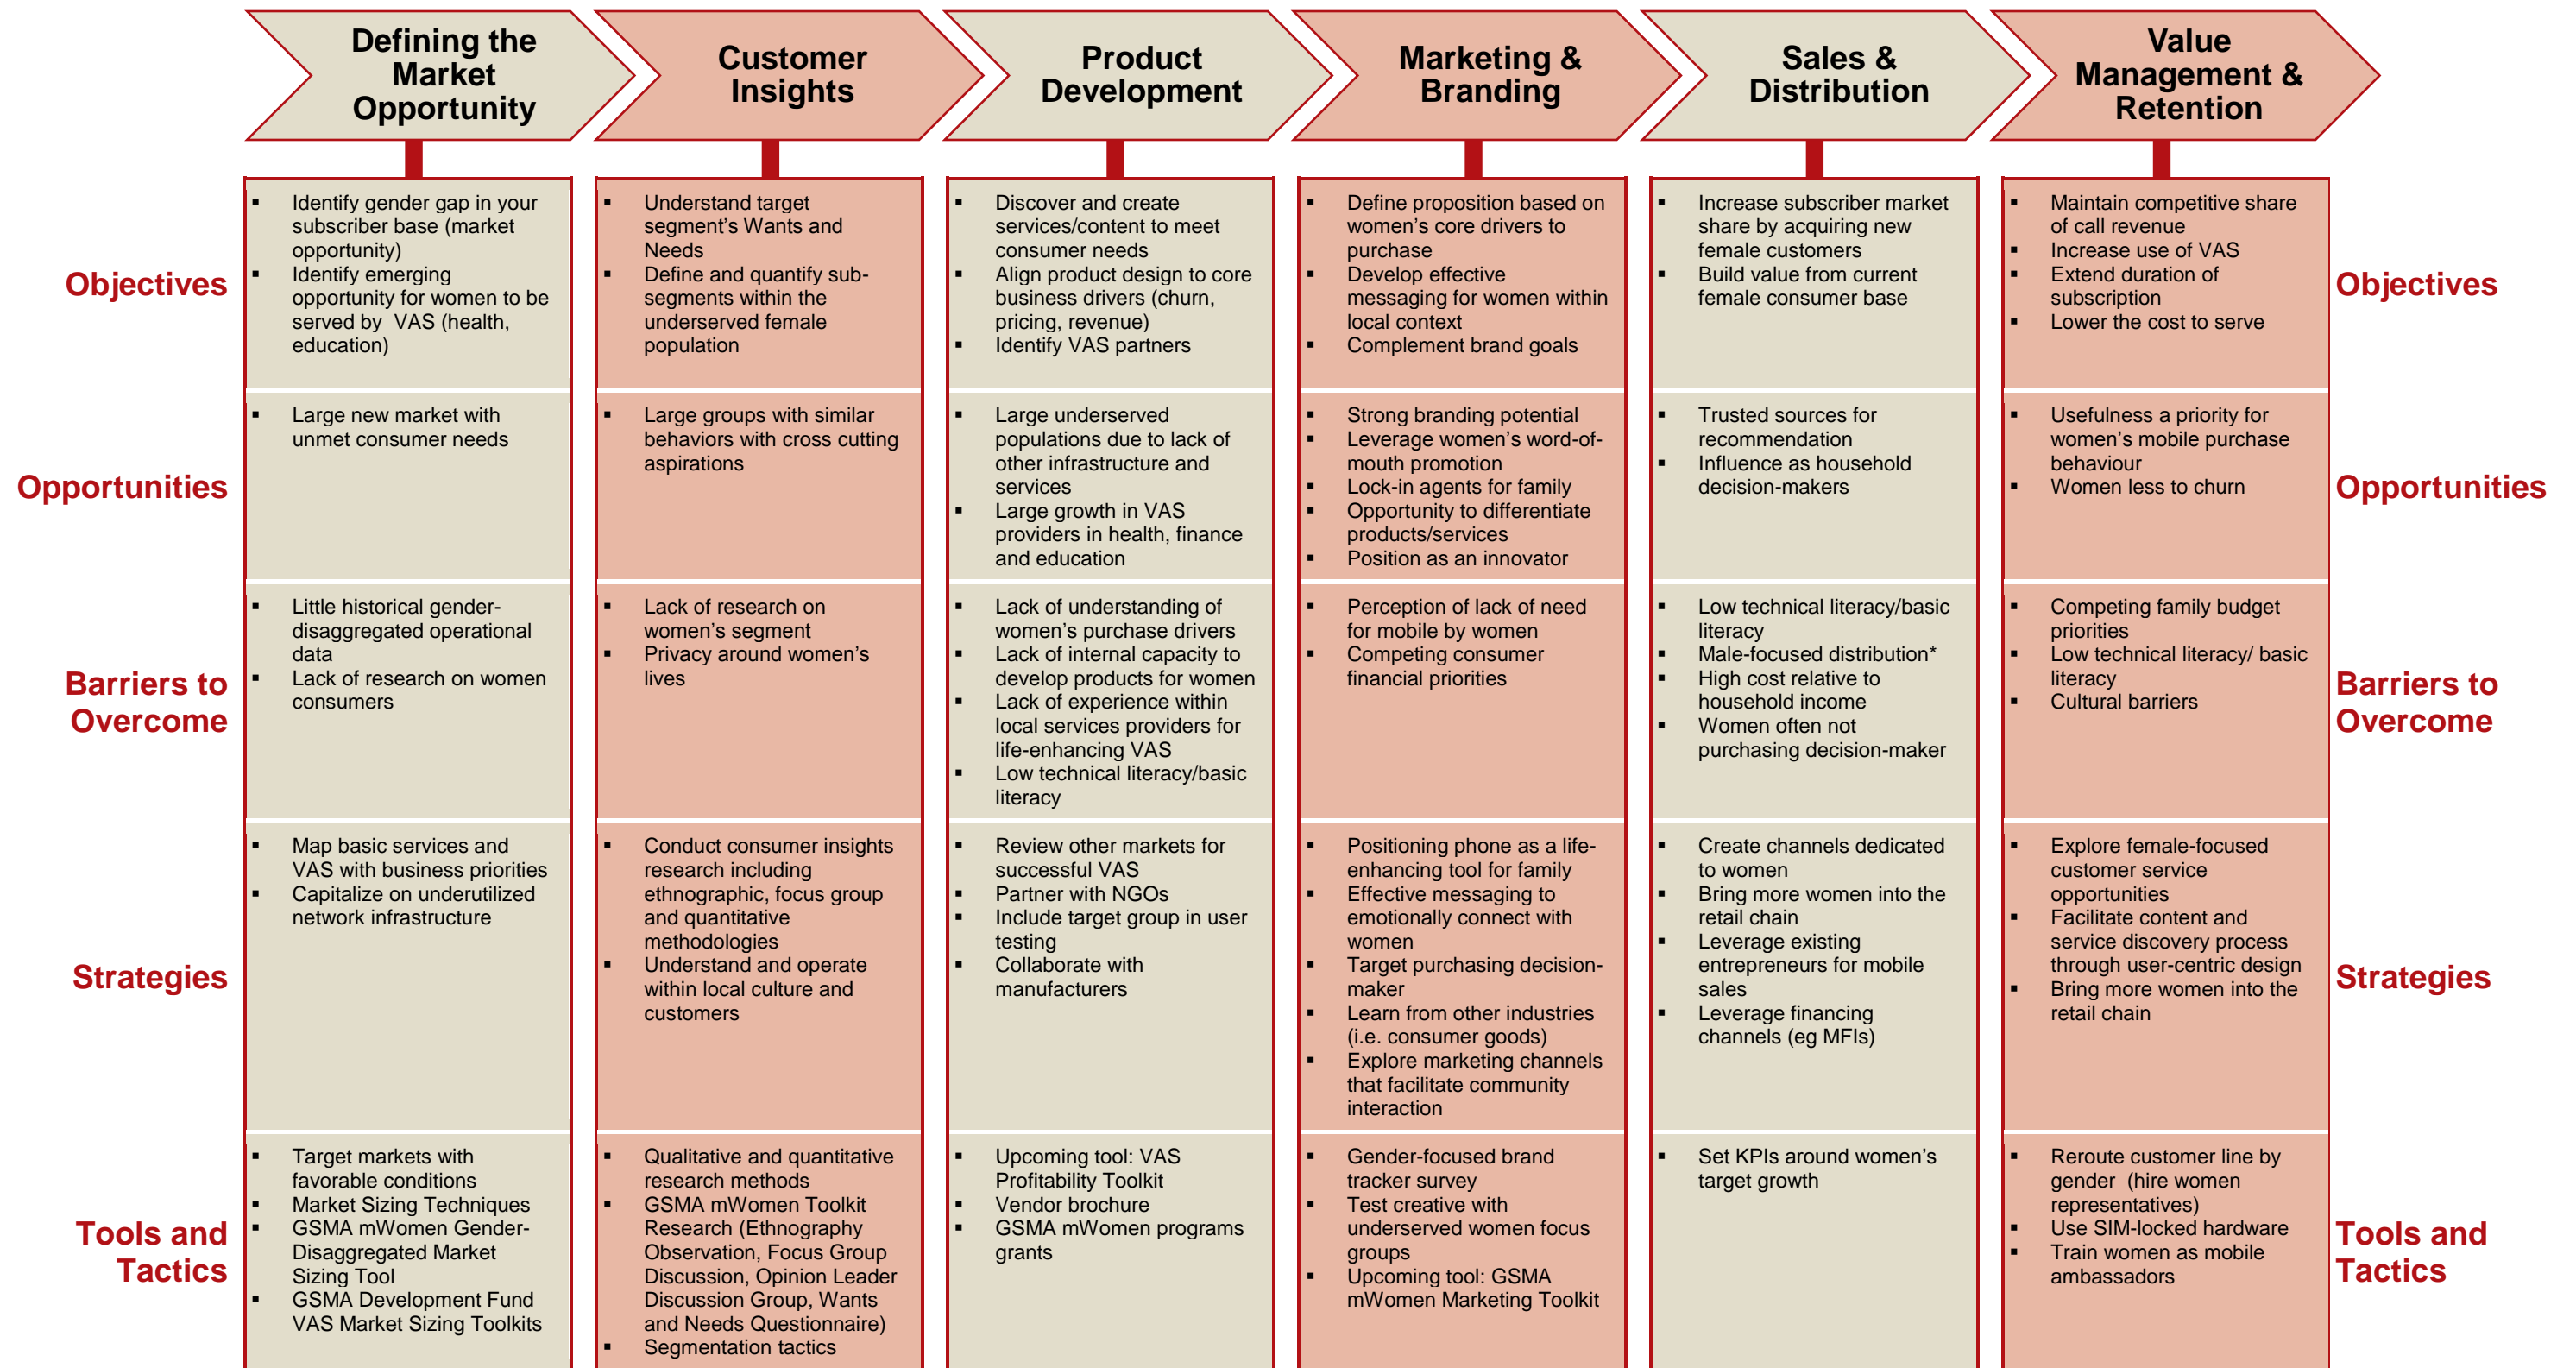 Defining the
Market
Opportunity
Customer
Insights
Product
Development
Marketing &
Branding
Sales &
Distribution
Value
Management &
Retention
Objectives
▪ Identify gender gap in your
subscriber base (market
opportunity)
▪ Identify emerging
opportunity for women to be
served by VAS (health,
education)
▪ Understand target
segment’s Wants and
Needs
▪ Define and quantify sub-
segments within the
underserved female
population
▪ Discover and create
services/content to meet
consumer needs
▪ Align product design to core
business drivers (churn,
pricing, revenue)
▪ Identify VAS partners
▪ Define proposition based on
women’s core drivers to
purchase
▪ Develop effective
messaging for women within
local context
▪ Complement brand goals
▪ Increase subscriber market
share by acquiring new
female customers
▪ Build value from current
female consumer base
▪ Maintain competitive share
of call revenue
▪ Increase use of VAS
▪ Extend duration of
subscription
▪ Lower the cost to serve
Objectives
Opportunities
▪ Large new market with
unmet consumer needs
▪ Large groups with similar
behaviors with cross cutting
aspirations
▪ Large underserved
populations due to lack of
other infrastructure and
services
▪ Large growth in VAS
providers in health, finance
and education
▪ Strong branding potential
▪ Leverage women’s word-of-
mouth promotion
▪ Lock-in agents for family
▪ Opportunity to differentiate
products/services
▪ Position as an innovator
▪ Trusted sources for
recommendation
▪ Influence as household
decision-makers
▪ Usefulness a priority for
women’s mobile purchase
behaviour
▪ Women less to churn
Opportunities
Barriers to
Overcome
▪ Little historical gender-
disaggregated operational
data
▪ Lack of research on women
consumers
▪ Lack of research on
women’s segment
▪ Privacy around women’s
lives
▪ Lack of understanding of
women’s purchase drivers
▪ Lack of internal capacity to
develop products for women
▪ Lack of experience within
local services providers for
life-enhancing VAS
▪ Low technical literacy/basic
literacy
▪ Perception of lack of need
for mobile by women
▪ Competing consumer
financial priorities
▪ Low technical literacy/basic
literacy
▪ Male-focused distribution*
▪ High cost relative to
household income
▪ Women often not
purchasing decision-maker
▪ Competing family budget
priorities
▪ Low technical literacy/ basic
literacy
▪ Cultural barriers
Barriers to
Overcome
Strategies
▪ Map basic services and
VAS with business priorities
▪ Capitalize on underutilized
network infrastructure
▪ Conduct consumer insights
research including
ethnographic, focus group
and quantitative
methodologies
▪ Understand and operate
within local culture and
customers
▪ Review other markets for
successful VAS
▪ Partner with NGOs
▪ Include target group in user
testing
▪ Collaborate with
manufacturers
▪ Positioning phone as a life-
enhancing tool for family
▪ Effective messaging to
emotionally connect with
women
▪ Target purchasing decision-
maker
▪ Learn from other industries
(i.e. consumer goods)
▪ Explore marketing channels
that facilitate community
interaction
▪ Create channels dedicated
to women
▪ Bring more women into the
retail chain
▪ Leverage existing
entrepreneurs for mobile
sales
▪ Leverage financing
channels (eg MFIs)
▪ Explore female-focused
customer service
opportunities
▪ Facilitate content and
service discovery process
through user-centric design
▪ Bring more women into the
retail chain
Strategies
Tools and
Tactics
▪ Target markets with
favorable conditions
▪ Market Sizing Techniques
▪ GSMA mWomen Gender-
Disaggregated Market
Sizing Tool
▪ GSMA Development Fund
VAS Market Sizing Toolkits
▪ Qualitative and quantitative
research methods
▪ GSMA mWomen Toolkit
Research (Ethnography
Observation, Focus Group
Discussion, Opinion Leader
Discussion Group, Wants
and Needs Questionnaire)
▪ Segmentation tactics
▪ Upcoming tool: VAS
Profitability Toolkit
▪ Vendor brochure
▪ GSMA mWomen programs
grants
▪ Gender-focused brand
tracker survey
▪ Test creative with
underserved women focus
groups
▪ Upcoming tool: GSMA
mWomen Marketing Toolkit
▪ Set KPIs around women’s
target growth
▪ Reroute customer line by
gender (hire women
representatives)
▪ Use SIM-locked hardware
▪ Train women as mobile
ambassadors
Tools and
Tactics